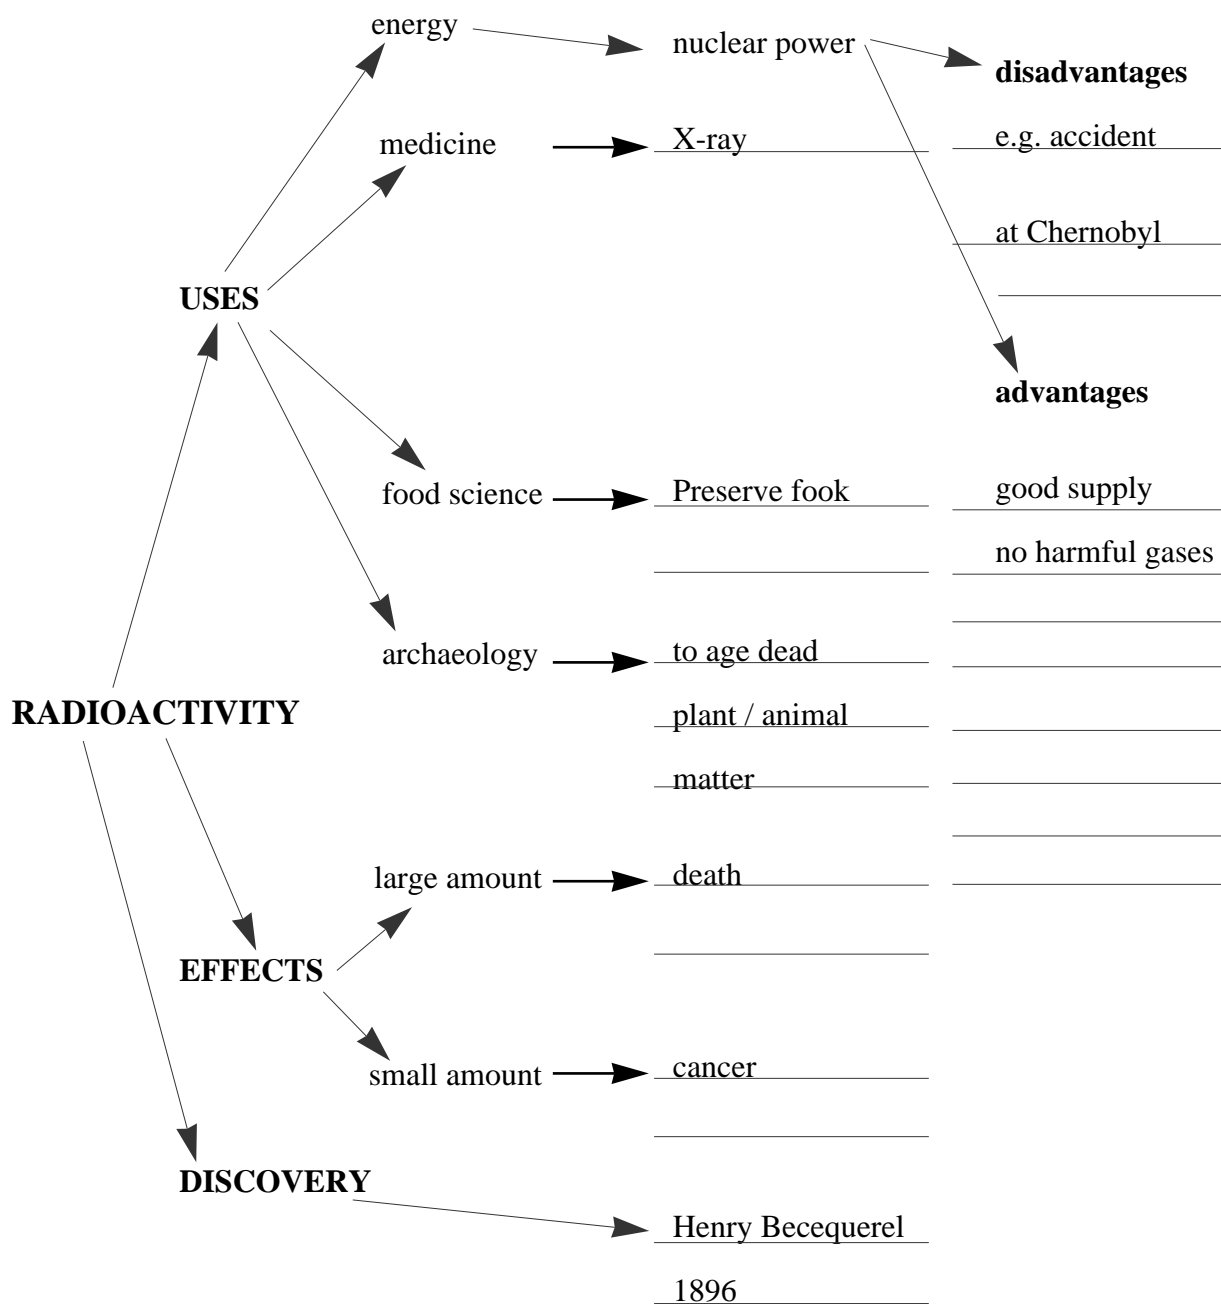 energy
nuclear power
disadvantages
medicine
X-ray
e.g. accident
at Chernobyl
USES
advantages
food science
Preserve fook
good supply
no harmful gases
archaeology
to age dead
RADIOACTIVITY
plant / animal
matter
large amount
death
EFFECTS
small amount
cancer
DISCOVERY
Henry Becequerel
1896